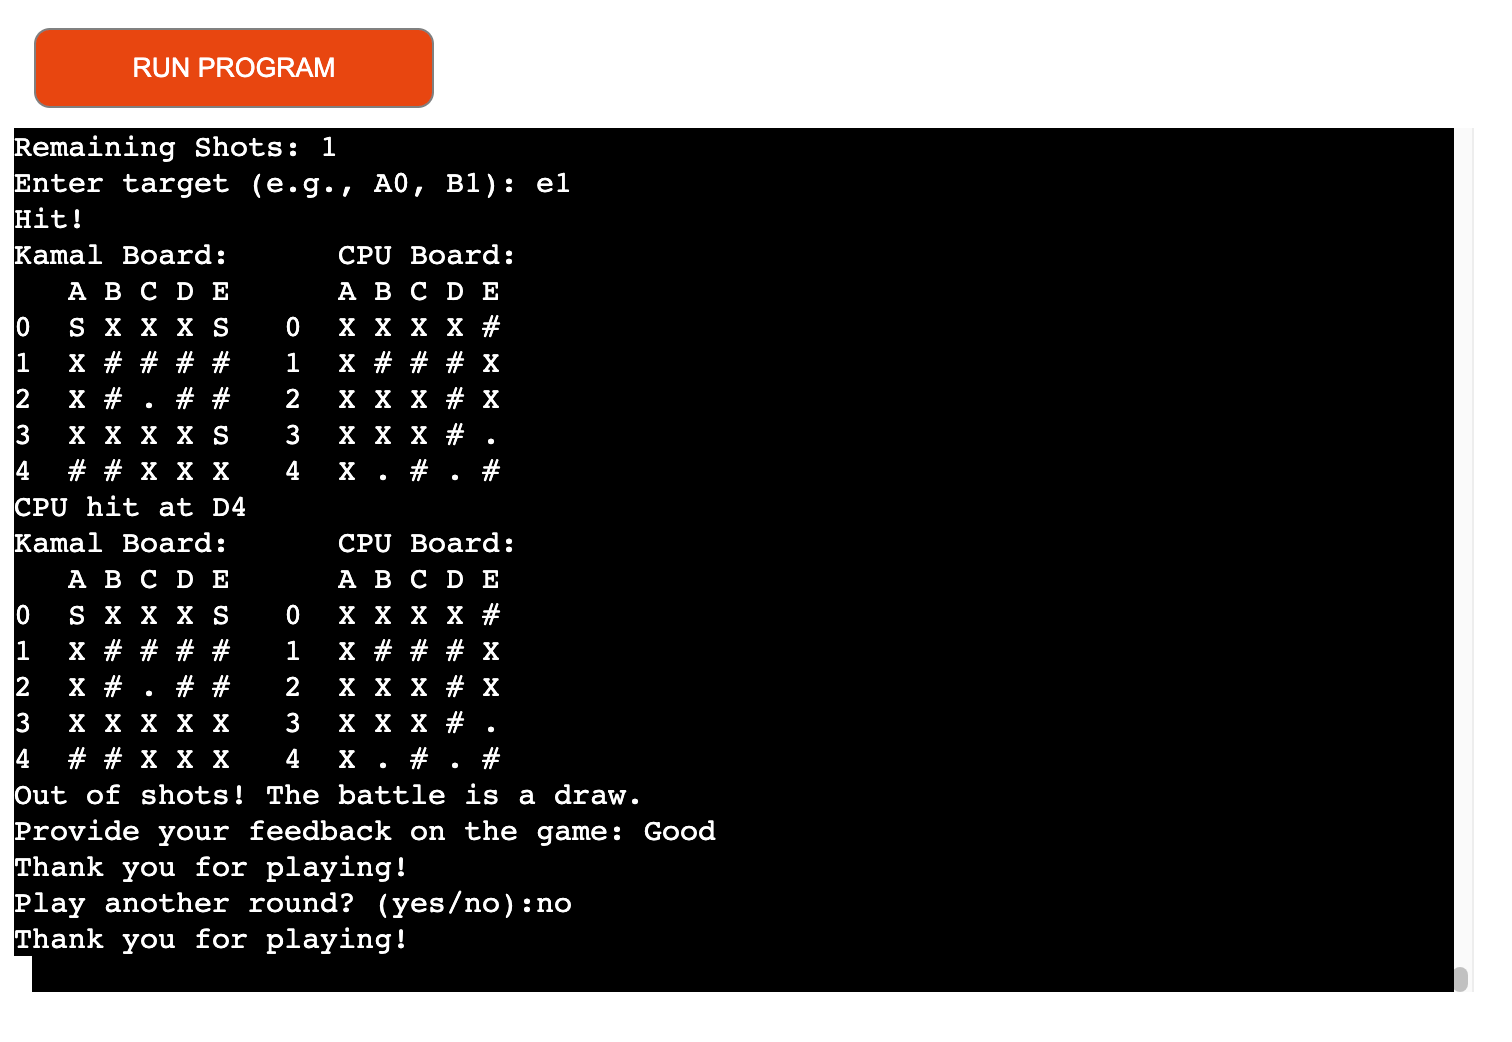 RUN PROGRAM
Remaining Shots: 1
Enter target (e.g., A0, B1): e1
Hit!
Kamal Board:      CPU Board:
   A B C D E      A B C D E
0  S X X X S   0  X X X X #
1  X # # # #   1  X # # # X
2  X # . # #   2  X X X # X
3  X X X X S   3  X X X # .
4  # # X X X   4  X . # . #
CPU hit at D4
Kamal Board:      CPU Board:
   A B C D E      A B C D E
0  S X X X S   0  X X X X #
1  X # # # #   1  X # # # X
2  X # . # #   2  X X X # X
3  X X X X X   3  X X X # .
4  # # X X X   4  X . # . #
Out of shots! The battle is a draw.
Provide your feedback on the game: Good
Thank you for playing!
Play another round? (yes/no):no
Thank you for playing!